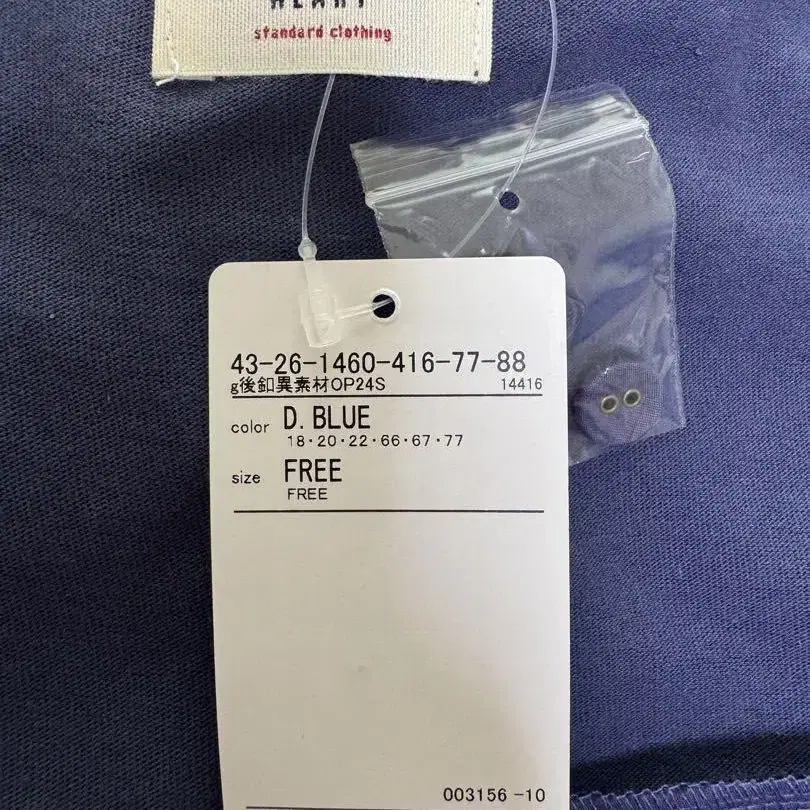 standard clothing
43-26-1460-416-77-88
g後釦異素材OP24S 14416
color D. BLUE
18・20・22・66・67・77
size FREE
FREE
003156 -10